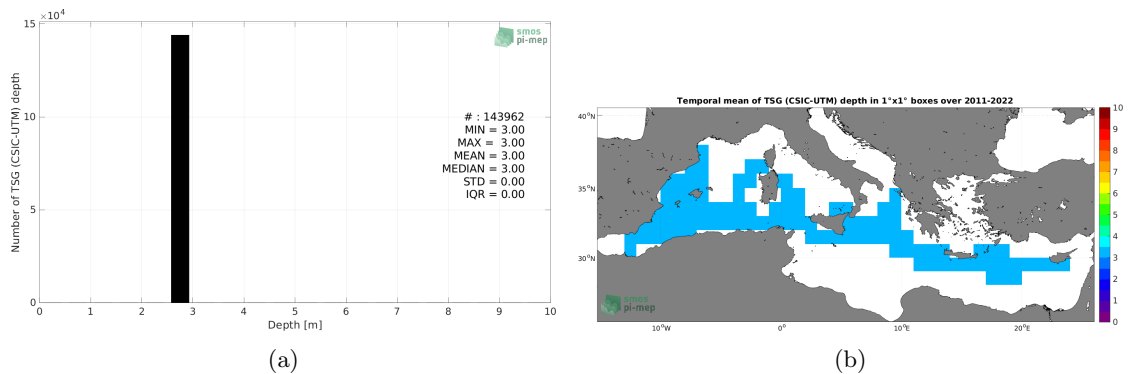 ×10⁴
15
10
5
0
0 1 2 3 4 5 6 7 8 9 10
Number of TSG (CSIC-UTM) depth
Depth [m]
smos
pi-mep
# : 143962
MIN = 3.00
MAX = 3.00
MEAN = 3.00
MEDIAN = 3.00
STD = 0.00
IQR = 0.00
(a)
Temporal mean of TSG (CSIC-UTM) depth in 1°x1° boxes over 2011-2022
40°N
35°N
30°N
10°W 0° 10°E 20°E
smos
pi-mep
10
9
8
7
6
5
4
3
2
1
0
(b)